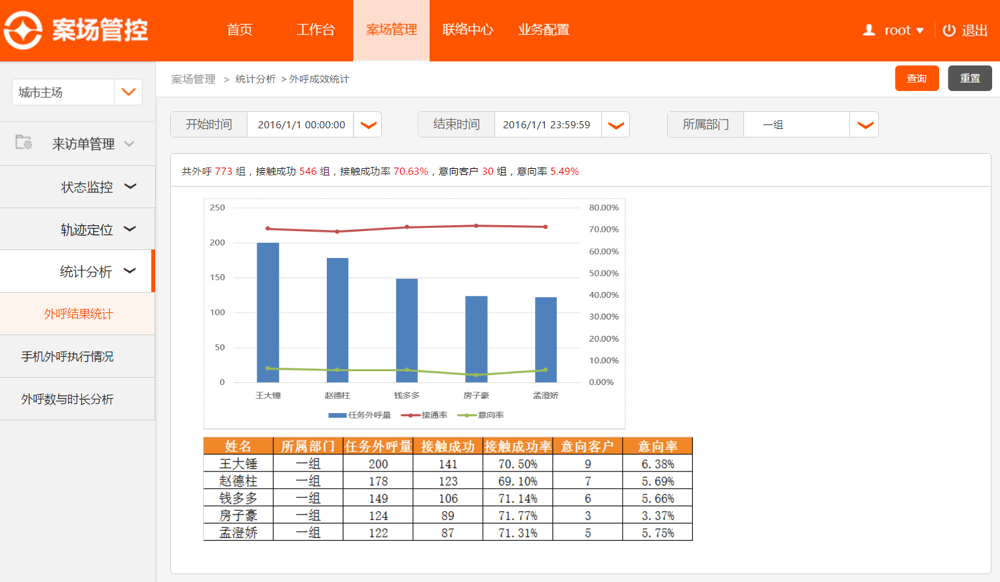 案场管控
首页 工作台 案场管理 联络中心 业务配置 root 退出
城市主场
来访单管理
状态监控
轨迹定位
统计分析
外呼结果统计
手机外呼执行情况
外呼数与时长分析
案场管理 > 统计分析 > 外呼成效统计 查询 重置
开始时间 2016/1/1 00:00:00 结束时间 2016/1/1 23:59:59 所属部门 一组
共外呼 773 组，接触成功 546 组，接触成功率 70.63%，意向客户 30 组，意向率 5.49%
250 80.00%
70.00%
200 60.00%
150 50.00%
40.00%
100 30.00%
50 20.00%
10.00%
0 0.00%
王大锤 赵德柱 钱多多 房子豪 孟澄娇
任务外呼量 接通率 意向率
姓名 所属部门 任务外呼量 接触成功 接触成功率 意向客户 意向率
王大锤 一组 200 141 70.50% 9 6.38%
赵德柱 一组 178 123 69.10% 7 5.69%
钱多多 一组 149 106 71.14% 6 5.66%
房子豪 一组 124 89 71.77% 3 3.37%
孟澄娇 一组 122 87 71.31% 5 5.75%